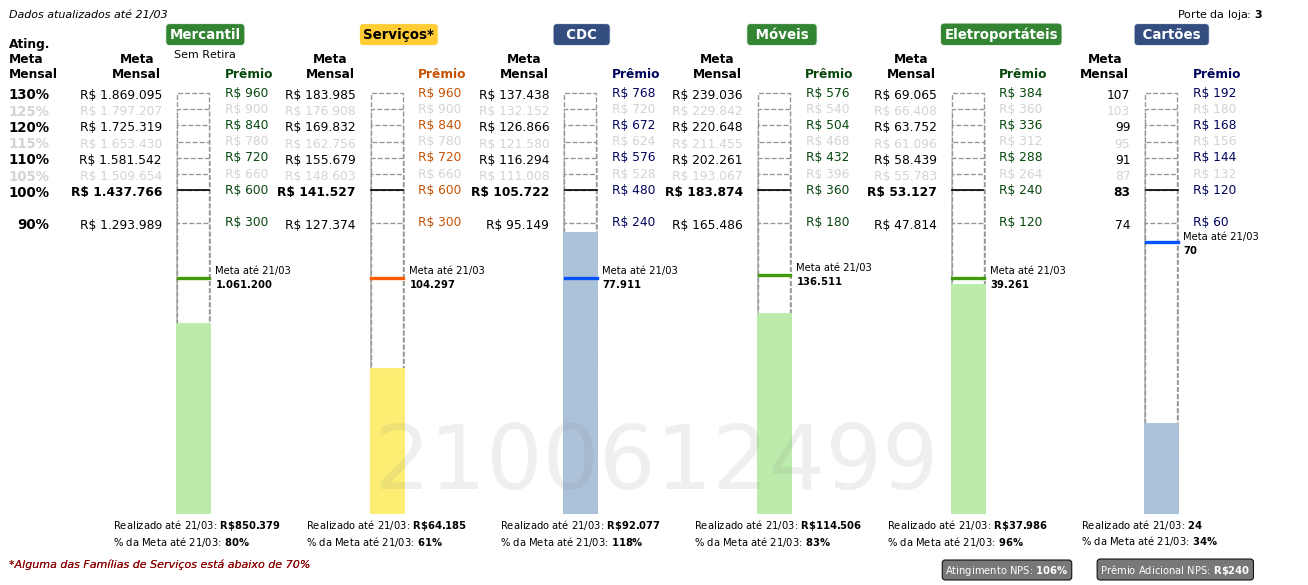 Dados atualizados até 21/03
Porte da loja: 3
Mercantil Serviços* CDC Móveis Eletroportáteis Cartões
Sem Retira
Ating. Meta Mensal
Meta Mensal Prêmio Meta Mensal Prêmio Meta Mensal Prêmio Meta Mensal Prêmio Meta Mensal Prêmio Meta Mensal Prêmio
130% R$ 1.869.095 R$ 960 R$ 183.985 R$ 960 R$ 137.438 R$ 768 R$ 239.036 R$ 576 R$ 69.065 R$ 384 107 R$ 192
125% R$ 1.797.207 R$ 900 R$ 176.908 R$ 900 R$ 132.152 R$ 720 R$ 229.842 R$ 540 R$ 66.408 R$ 360 103 R$ 180
120% R$ 1.725.319 R$ 840 R$ 169.832 R$ 840 R$ 126.866 R$ 672 R$ 220.648 R$ 504 R$ 63.752 R$ 336 99 R$ 168
115% R$ 1.653.430 R$ 780 R$ 162.756 R$ 780 R$ 121.580 R$ 624 R$ 211.455 R$ 468 R$ 61.096 R$ 312 95 R$ 156
110% R$ 1.581.542 R$ 720 R$ 155.679 R$ 720 R$ 116.294 R$ 576 R$ 202.261 R$ 432 R$ 58.439 R$ 288 91 R$ 144
105% R$ 1.509.654 R$ 660 R$ 148.603 R$ 660 R$ 111.008 R$ 528 R$ 193.067 R$ 396 R$ 55.783 R$ 264 87 R$ 132
100% R$ 1.437.766 R$ 600 R$ 141.527 R$ 600 R$ 105.722 R$ 480 R$ 183.874 R$ 360 R$ 53.127 R$ 240 83 R$ 120
90% R$ 1.293.989 R$ 300 R$ 127.374 R$ 300 R$ 95.149 R$ 240 R$ 165.486 R$ 180 R$ 47.814 R$ 120 74 R$ 60
Meta até 21/03 Meta até 21/03 Meta até 21/03 Meta até 21/03 Meta até 21/03 Meta até 21/03
1.061.200 104.297 77.911 136.511 39.261 70
2100612499
Realizado até 21/03: R$850.379 Realizado até 21/03: R$64.185 Realizado até 21/03: R$92.077 Realizado até 21/03: R$114.506 Realizado até 21/03: R$37.986 Realizado até 21/03: 24
% da Meta até 21/03: 80% % da Meta até 21/03: 61% % da Meta até 21/03: 118% % da Meta até 21/03: 83% % da Meta até 21/03: 96% % da Meta até 21/03: 34%
*Alguma das Famílias de Serviços está abaixo de 70%
Atingimento NPS: 106% Prêmio Adicional NPS: R$240